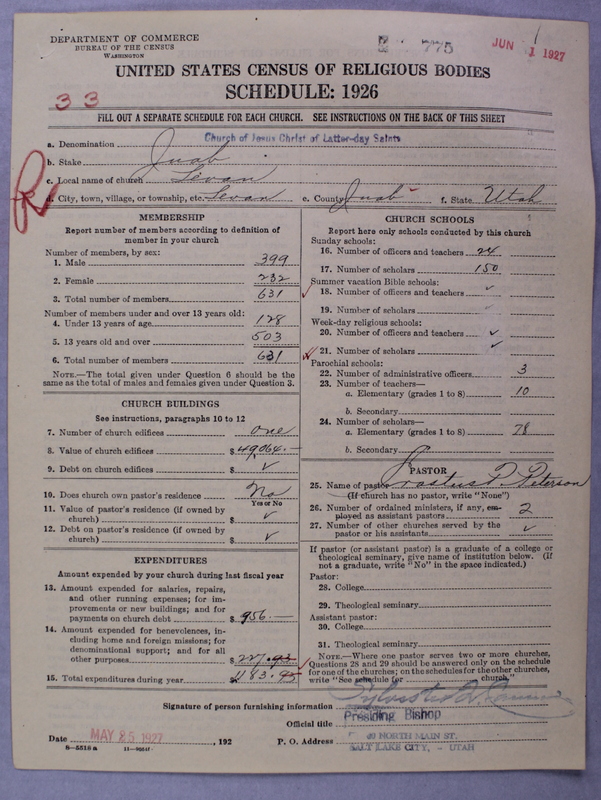 DEPARTMENT OF COMMERCE
BUREAU OF THE CENSUS
WASHINGTON
775
JUN 1 1927
UNITED STATES CENSUS OF RELIGIOUS BODIES
SCHEDULE: 1926
33
FILL OUT A SEPARATE SCHEDULE FOR EACH CHURCH. SEE INSTRUCTIONS ON THE BACK OF THIS SHEET
a. Denomination Church of Jesus Christ of Latter-day Saints
b. Stake Juab
c. Local name of church Levan
R
d. City, town, village, or township, etc. Levan e. County Juab f. State Utah
MEMBERSHIP
Report number of members according to definition of
member in your church
Number of members, by sex:
1. Male 399
2. Female 232
3. Total number of members 631
Number of members under and over 13 years old:
4. Under 13 years of age 128
5. 13 years old and over 503
6. Total number of members 631
NOTE.—The total given under Question 6 should be the
same as the total of males and females given under Question 3.
CHURCH BUILDINGS
See instructions, paragraphs 10 to 12
7. Number of church edifices one
8. Value of church edifices $49,064.—
9. Debt on church edifices $ ✓
10. Does church own pastor's residence No
Yes or No
11. Value of pastor's residence (if owned by
church) $ ✓
12. Debt on pastor's residence (if owned by
church) $ ✓
EXPENDITURES
Amount expended by church during last fiscal year
13. Amount expended for salaries, repairs,
and other running expenses; for im-
provements or new buildings; and for
payments on church debt $956.—
14. Amount expended for benevolences, in-
cluding home and foreign missions; for
denominational support; and for all
other purposes $227.95
15. Total expenditures during year $1183.95
CHURCH SCHOOLS
Report here only schools conducted by this church
Sunday schools:
16. Number of officers and teachers 24
17. Number of scholars 150
Summer vacation Bible schools:
18. Number of officers and teachers ✓
19. Number of scholars ✓
Week-day religious schools:
20. Number of officers and teachers ✓
21. Number of scholars ✓
Parochial schools:
22. Number of administrative officers 3
23. Number of teachers—
a. Elementary (grades 1 to 8) 10
b. Secondary
24. Number of scholars—
a. Elementary (grades 1 to 8) 78
b. Secondary
PASTOR
25. Name of pastor Erastus P. Peterson
(If church has no pastor, write "None")
26. Number of ordained ministers, if any, em-
ployed as assistant pastors 2
27. Number of other churches served by the
pastor or his assistants ✓
If pastor (or assistant pastor) is a graduate of a college or
theological seminary, give name of institution below. (If
not a graduate, write "No" in the space indicated.)
Pastor:
28. College
29. Theological seminary
Assistant pastor:
30. College
31. Theological seminary
NOTE.—Where one pastor serves two or more churches,
Questions 28 and 29 should be answered only on the schedule
for one of the churches; on the schedules for the other churches,
write "See schedule for church."
Signature of person furnishing information Sylvester Q. Cannon
Official title Presiding Bishop
Date MAY 25 1927, 192 P. O. Address 40 NORTH MAIN ST.
SALT LAKE CITY, - UTAH
8—5516 a